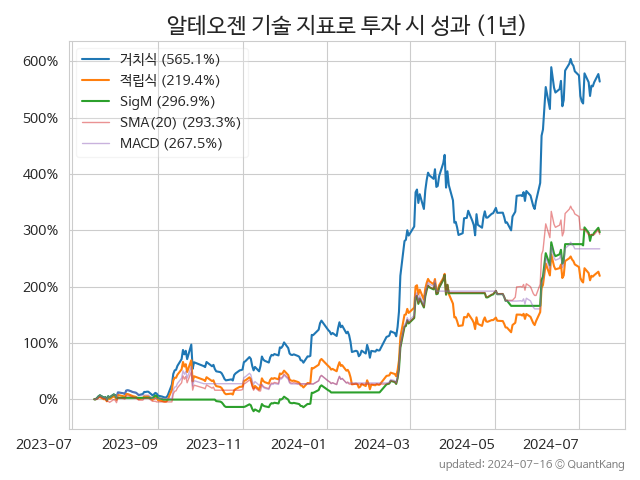 알테오젠 기술 지표로 투자 시 성과 (1년)
거치식 (565.1%)
적립식 (219.4%)
SigM (296.9%)
SMA(20) (293.3%)
MACD (267.5%)
600%
500%
400%
300%
200%
100%
0%
2023-07 2023-09 2023-11 2024-01 2024-03 2024-05 2024-07
updated: 2024-07-16 © QuantKang